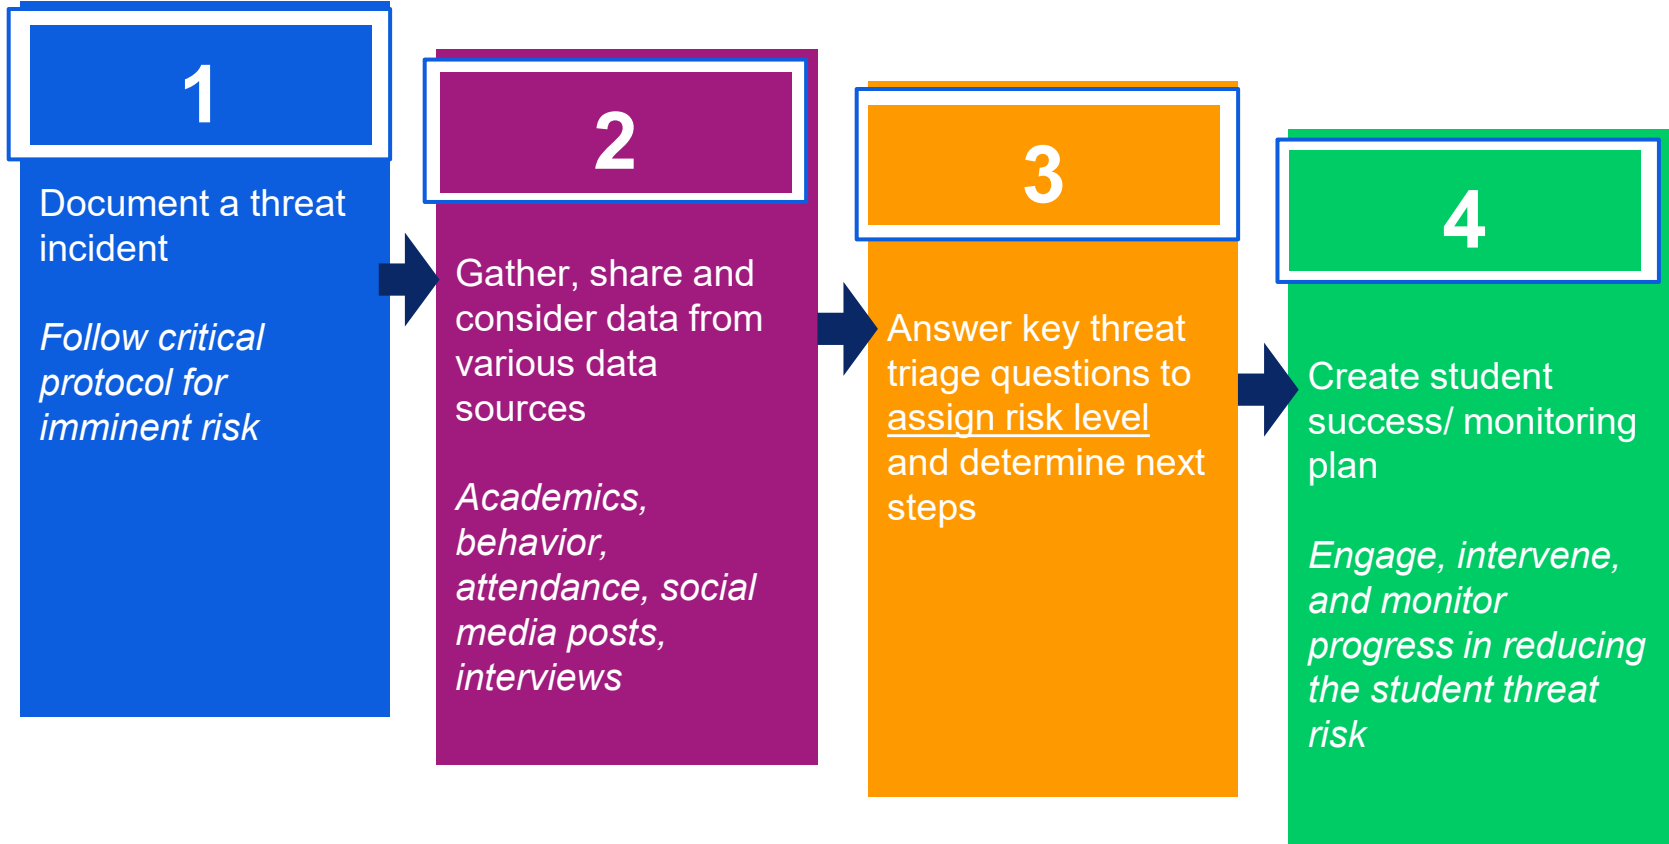 1
Document a threat
incident
Follow critical
protocol for
imminent risk
2
Gather, share and
consider data from
various data
sources
Academics,
behavior,
attendance, social
media posts,
interviews
3
Answer key threat
triage questions to
assign risk level
and determine next
steps
4
Create student
success/ monitoring
plan
Engage, intervene,
and monitor
progress in reducing
the student threat
risk